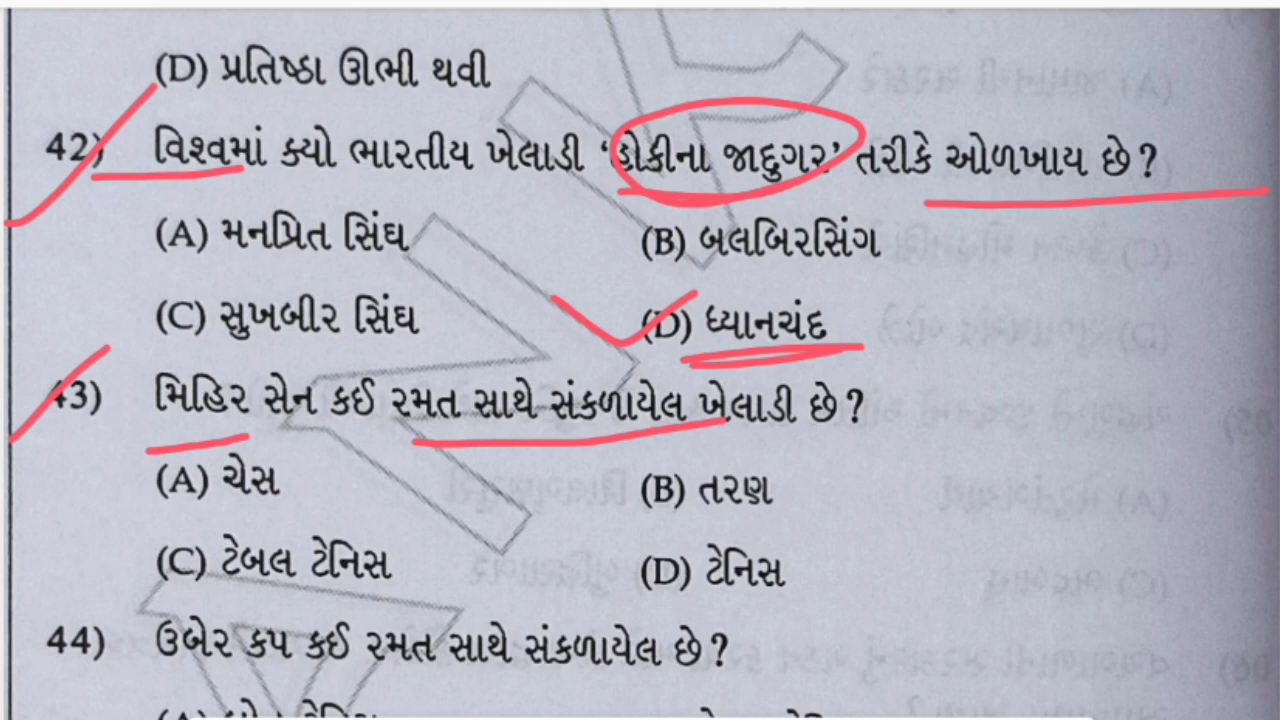 (D) પ્રતિષ્ઠા ઊભી થવી
42) વિશ્વમાં ક્યો ભારતીય ખેલાડી ‘હોકીના જાદુગર’ તરીકે ઓળખાય છે?
(A) મનપ્રિત સિંઘ (B) બલબિરસિંગ
(C) સુખબીર સિંઘ (D) ધ્યાનચંદ
43) મિહિર સેન કઈ રમત સાથે સંકળાયેલ ખેલાડી છે?
(A) ચેસ (B) તરણ
(C) ટેબલ ટેનિસ (D) ટેનિસ
44) ઉબેર કપ કઈ રમત સાથે સંકળાયેલ છે?